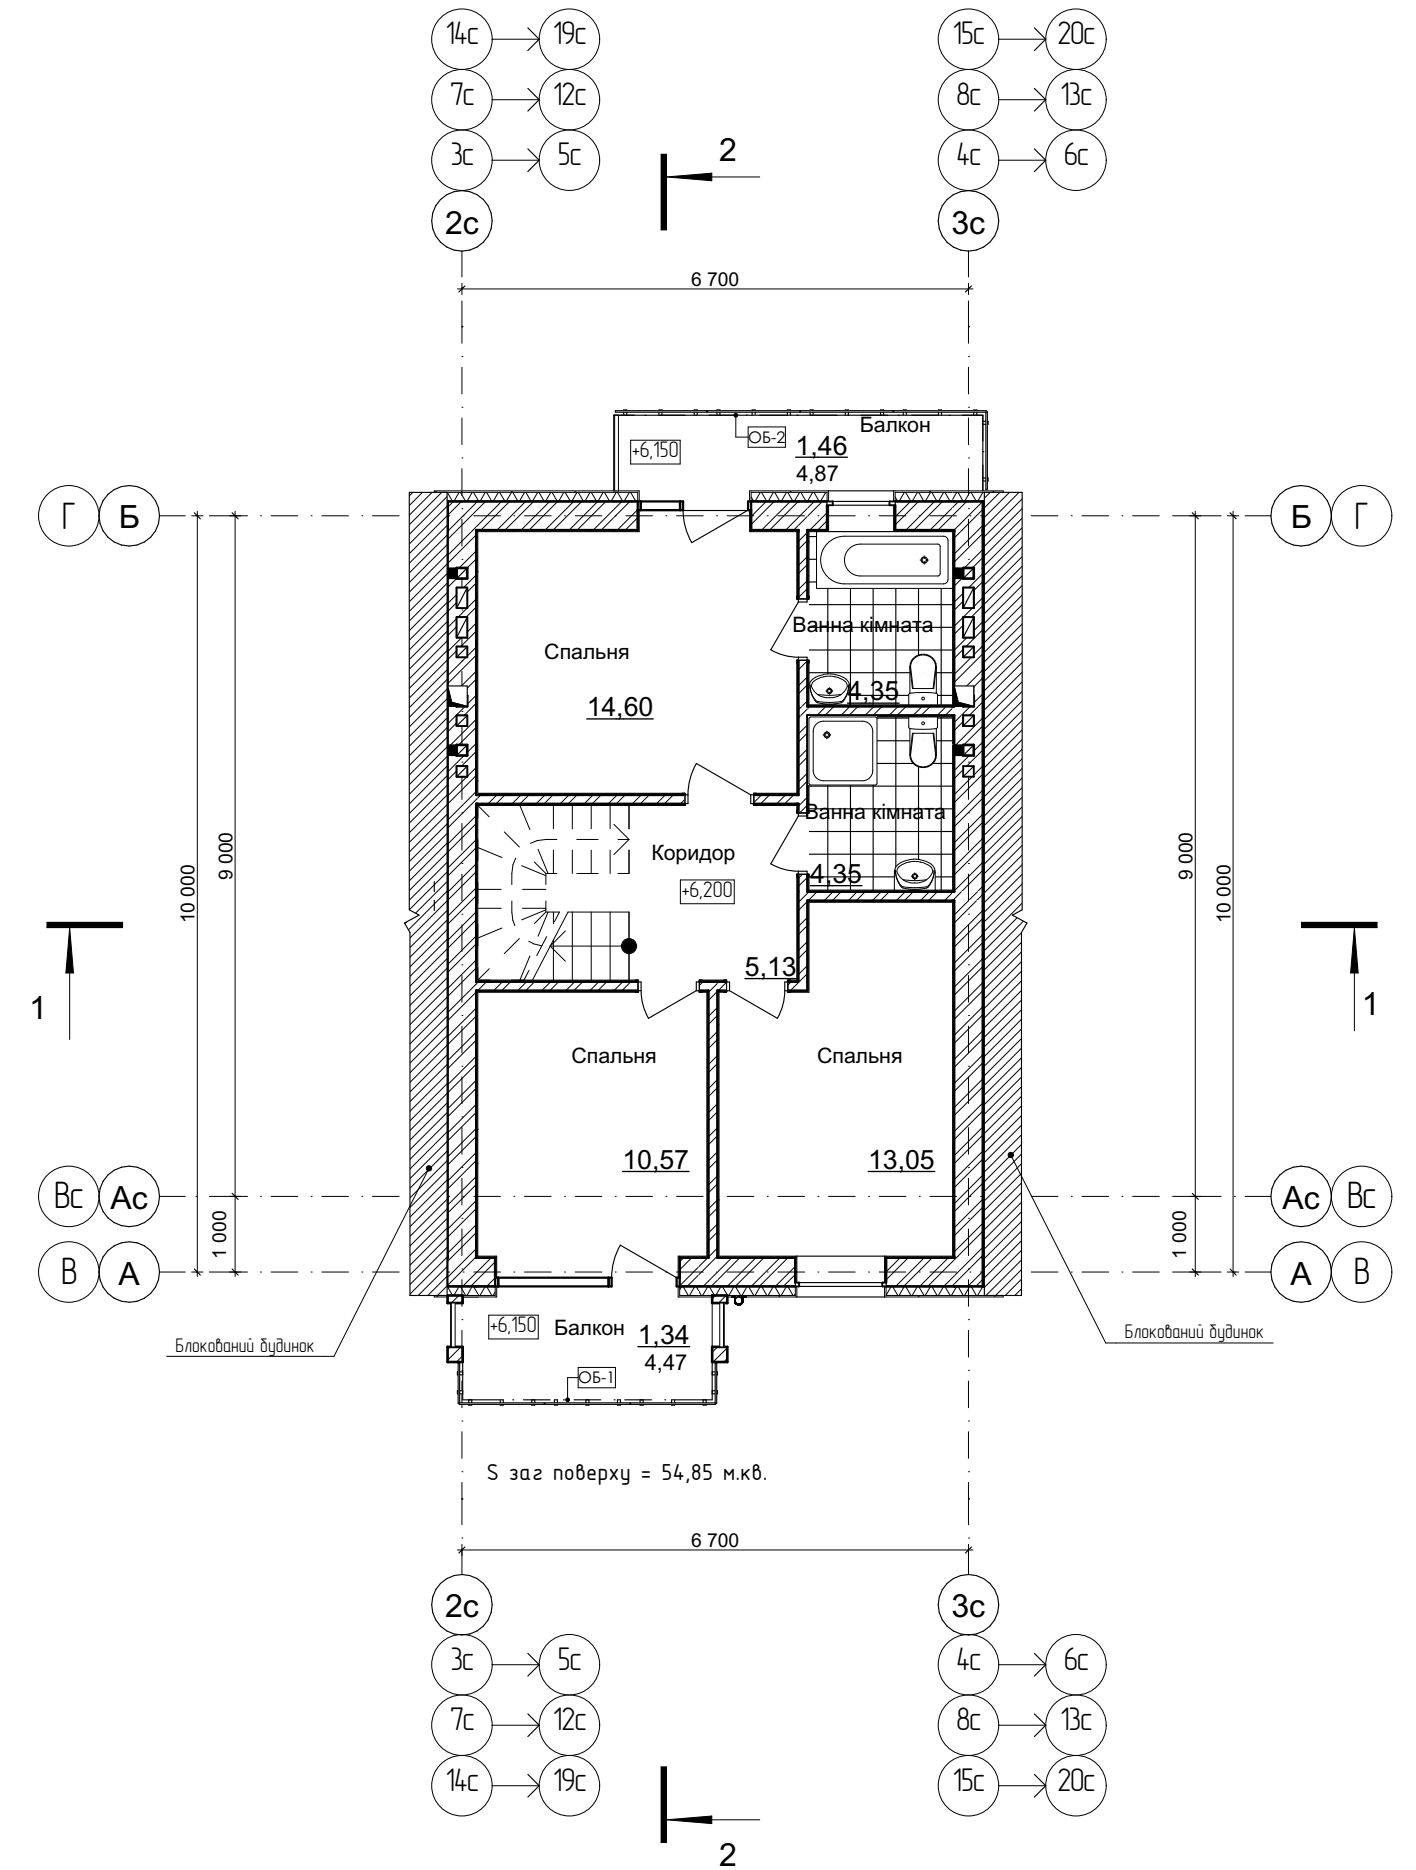 14с 19с 15с 20с
7с 12с 8с 13с
3с 5с 4с 6с
2
2с 3с
6 700
Балкон
ОБ-2
1,46
+6,150
4,87
Г Б Б Г
Ванна кімната
Спальня
4,35
14,60
Ванна кімната
Коридор
9 000 9 000
4,35
10 000 10 000
+6,200
5,13
1 1
Спальня Спальня
10,57 13,05
Вс Ас Ас Вс
1 000 1 000
В А А В
+6,150 Балкон 1,34
4,47
Блокований будинок Блокований будинок
ОБ-1
S заг поверху = 54,85 м.кв.
6 700
2с 3с
3с 5с 4с 6с
7с 12с 8с 13с
14с 19с 15с 20с
2